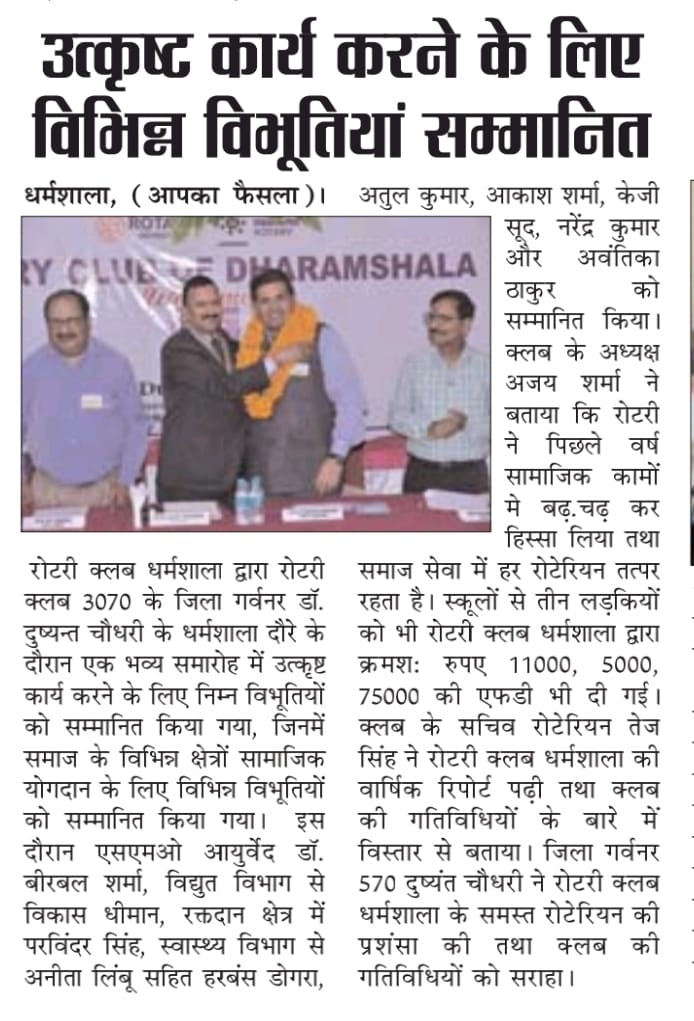 उत्कृष्ट कार्य करने के लिए
विभिन्न विभूतियां सम्मानित
धर्मशाला, (आपका फैसला)।
ROTA
RY CLUB OF DHARAMSHALA
रोटरी क्लब धर्मशाला द्वारा रोटरी
क्लब 3070 के जिला गर्वनर डॉ.
दुष्यन्त चौधरी के धर्मशाला दौरे के
दौरान एक भव्य समारोह में उत्कृष्ट
कार्य करने के लिए निम्न विभूतियों
को सम्मानित किया गया, जिनमें
समाज के विभिन्न क्षेत्रों सामाजिक
योगदान के लिए विभिन्न विभूतियों
को सम्मानित किया गया। इस
दौरान एसएमओ आयुर्वेद डॉ.
बीरबल शर्मा, विद्युत विभाग से
विकास धीमान, रक्तदान क्षेत्र में
परविंदर सिंह, स्वास्थ्य विभाग से
अनीता लिंबू सहित हरबंस डोगरा,
अतुल कुमार, आकाश शर्मा, केजी
सूद, नरेंद्र कुमार
और अवंतिका
ठाकुर को
सम्मानित किया।
क्लब के अध्यक्ष
अजय शर्मा ने
बताया कि रोटरी
ने पिछले वर्ष
सामाजिक कामों
मे बढ़.चढ़ कर
हिस्सा लिया तथा
समाज सेवा में हर रोटेरियन तत्पर
रहता है। स्कूलों से तीन लड़कियों
को भी रोटरी क्लब धर्मशाला द्वारा
क्रमश: रुपए 11000, 5000,
75000 की एफडी भी दी गई।
क्लब के सचिव रोटेरियन तेज
सिंह ने रोटरी क्लब धर्मशाला की
वार्षिक रिपोर्ट पढ़ी तथा क्लब
की गतिविधियों के बारे में
विस्तार से बताया। जिला गर्वनर
570 दुष्यंत चौधरी ने रोटरी क्लब
धर्मशाला के समस्त रोटेरियन की
प्रशंसा की तथा क्लब की
गतिविधियों को सराहा।